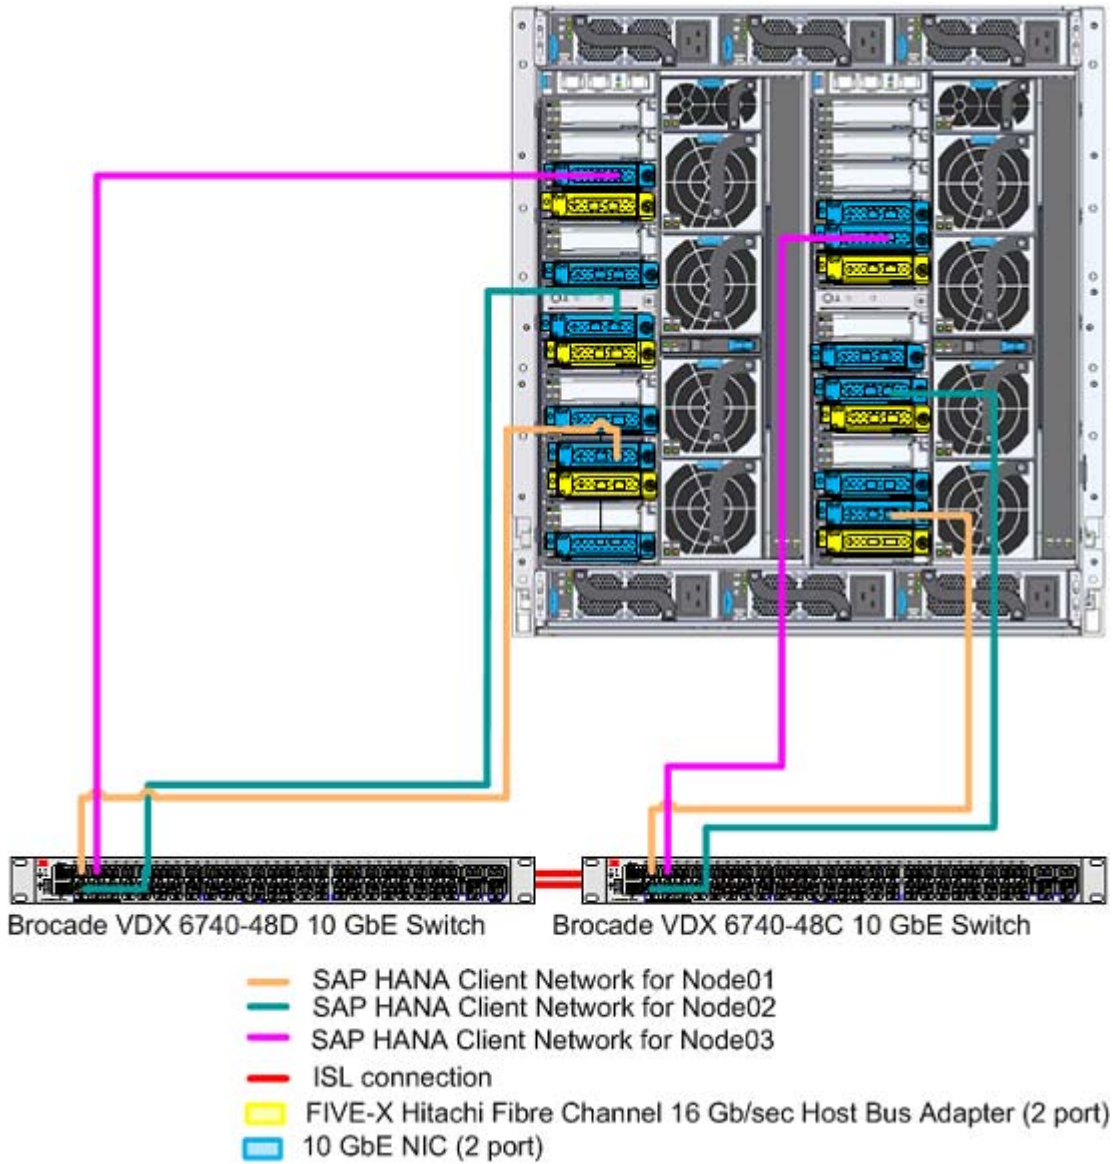 Brocade VDX 6740-48D 10 GbE Switch
Brocade VDX 6740-48C 10 GbE Switch
SAP HANA Client Network for Node01
SAP HANA Client Network for Node02
SAP HANA Client Network for Node03
ISL connection
FIVE-X Hitachi Fibre Channel 16 Gb/sec Host Bus Adapter (2 port)
10 GbE NIC (2 port)